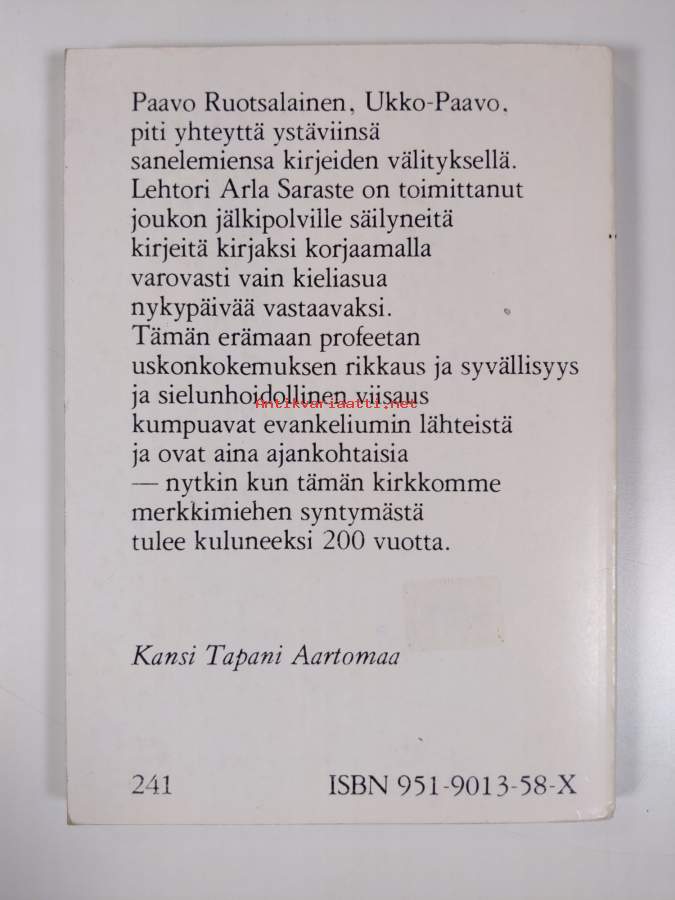 Paavo Ruotsalainen, Ukko-Paavo,
piti yhteyttä ystäviinsä
sanelemiensa kirjeiden välityksellä.
Lehtori Arla Saraste on toimittanut
joukon jälkipolville säilyneitä
kirjeitä kirjaksi korjaamalla
varovasti vain kieliasua
nykypäivää vastaavaksi.
Tämän erämaan profeetan
uskonkokemuksen rikkaus ja syvällisyys
ja sielunhoidollinen viisaus
Antikvariaatti.net
kumpuavat evankeliumin lähteistä
ja ovat aina ajankohtaisia
— nytkin kun tämän kirkkomme
merkkimiehen syntymästä
tulee kuluneeksi 200 vuotta.
Kansi Tapani Aartomaa
241 ISBN 951-9013-58-X